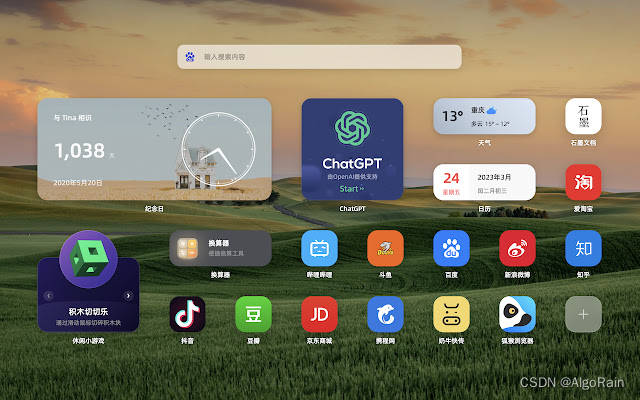 输入搜索内容
与 Tina 相识
1,038 天
2020年5月20日
纪念日
ChatGPT
由OpenAI提供支持
Start
ChatGPT
13°
重庆
多云 15°~12°
天气
石墨
石墨文档
24
星期五
2023年3月
闰二月初三
日历
淘
爱淘宝
积木切切乐
通过滑动鼠标切碎积木块
休闲小游戏
换算器
便捷换算工具
换算器
哔哩哔哩
斗鱼
百度
新浪微博
知
知乎
抖音
豆
豆瓣
JD
京东商城
携程网
奶牛快传
狐猴浏览器
CSDN @AlgoRain